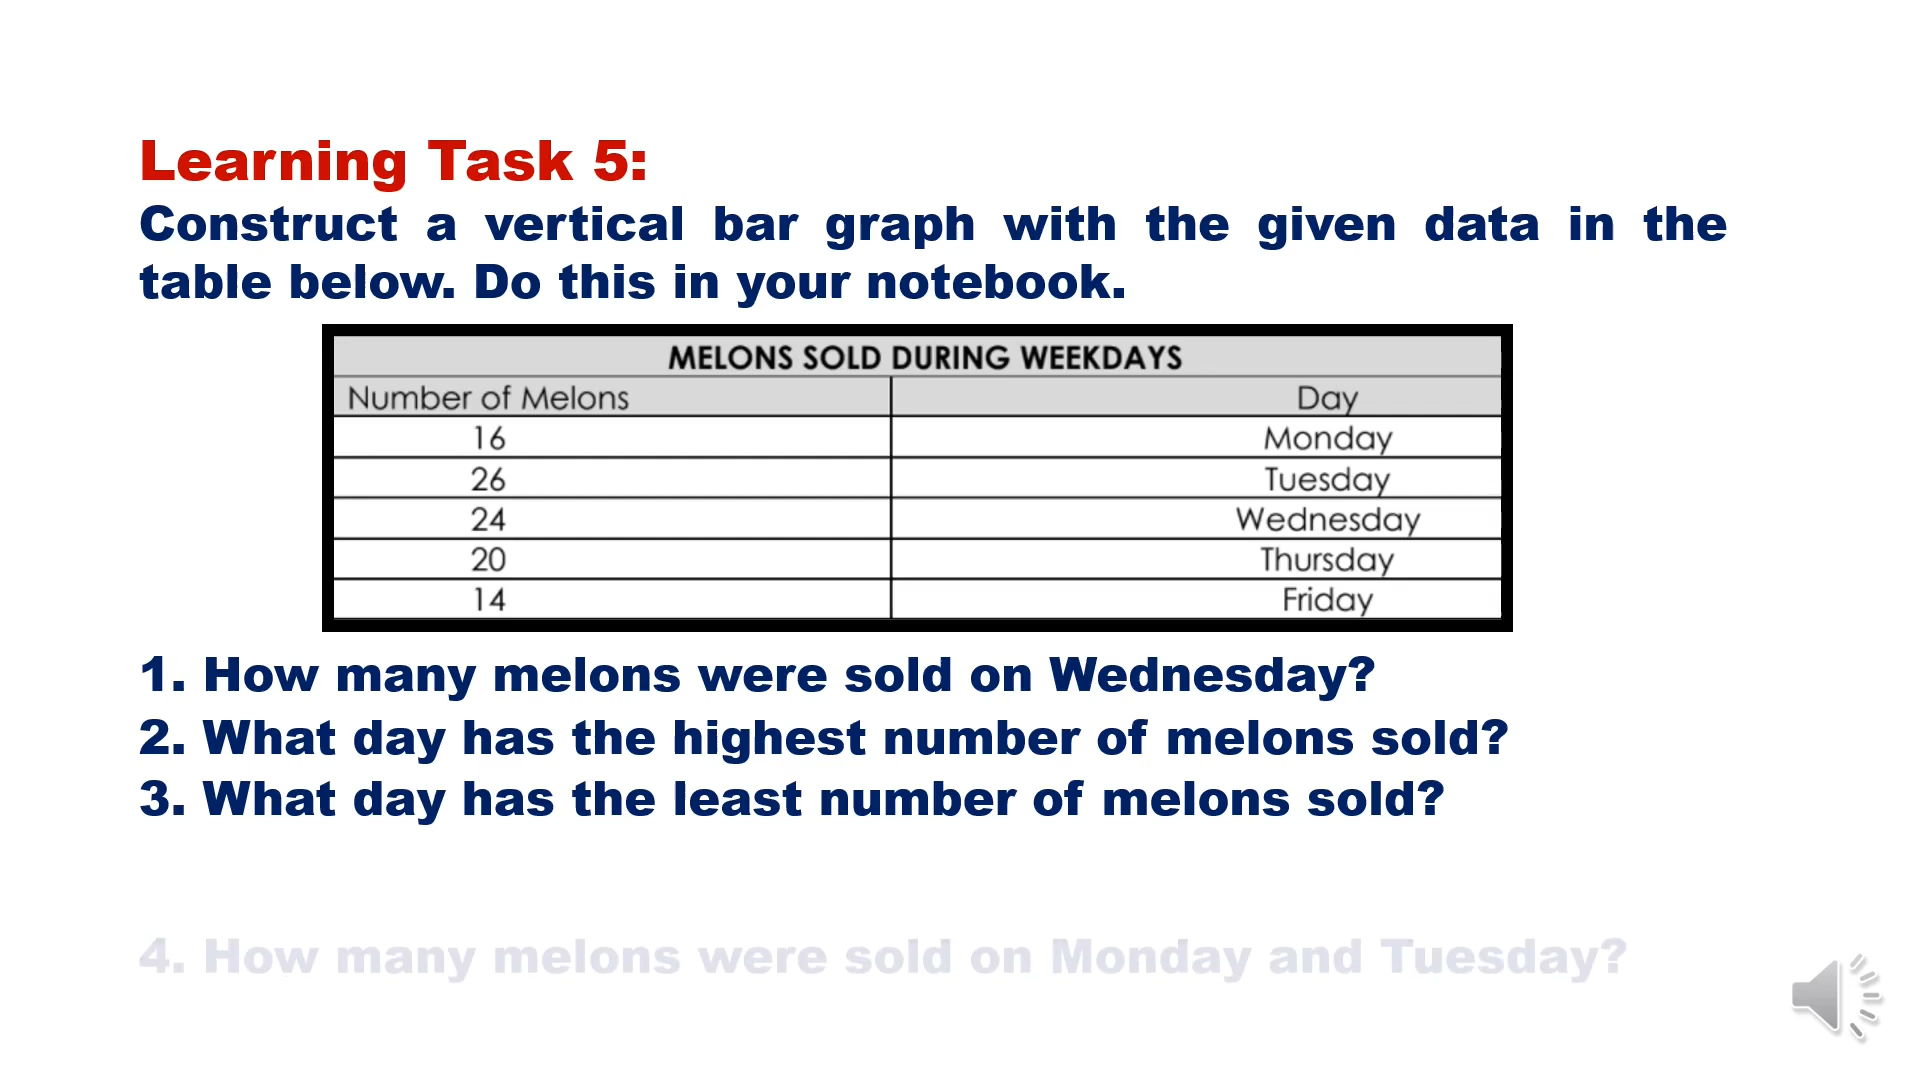 Learning Task 5:
Construct a vertical bar graph with the given data in the
table below. Do this in your notebook.
MELONS SOLD DURING WEEKDAYS
Number of Melons Day
16 Monday
26 Tuesday
24 Wednesday
20 Thursday
14 Friday
1. How many melons were sold on Wednesday?
2. What day has the highest number of melons sold?
3. What day has the least number of melons sold?
4. How many melons were sold on Monday and Tuesday?